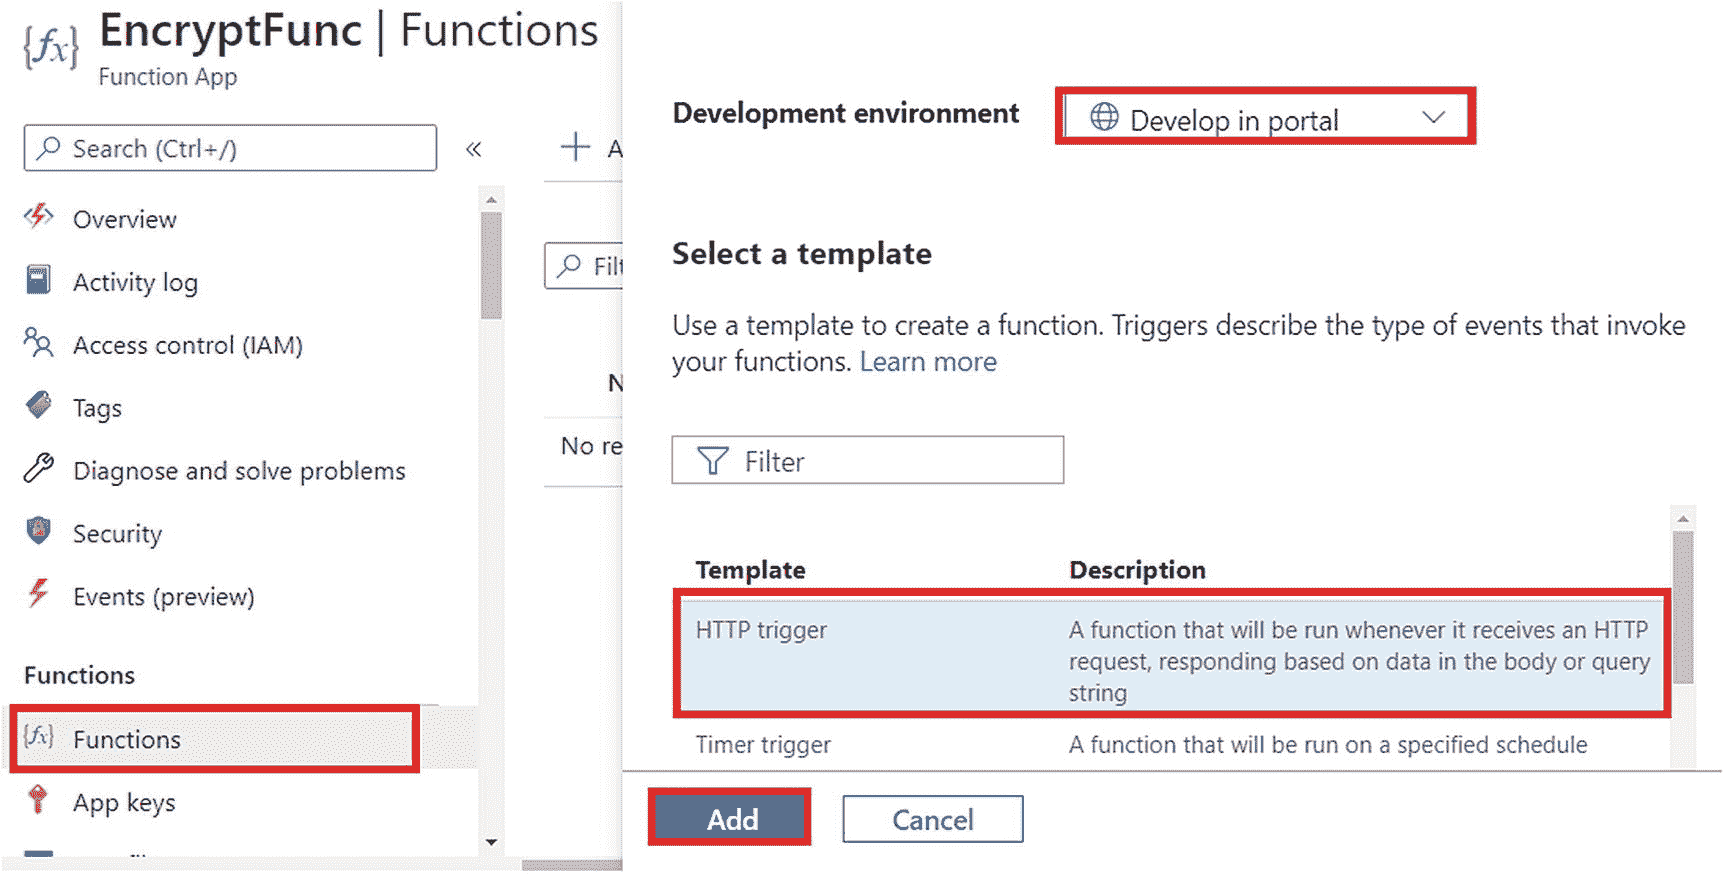 EncryptFunc | Functions
Function App
Search (Ctrl+/)
«
Overview
Activity log
Access control (IAM)
Tags
Diagnose and solve problems
Security
Events (preview)
Functions
{fx} Functions
App keys
+ A
Filt
N
No re
Development environment
Develop in portal
Select a template
Use a template to create a function. Triggers describe the type of events that invoke
your functions. Learn more
Filter
Template Description
HTTP trigger A function that will be run whenever it receives an HTTP
request, responding based on data in the body or query
string
Timer trigger A function that will be run on a specified schedule
Add Cancel